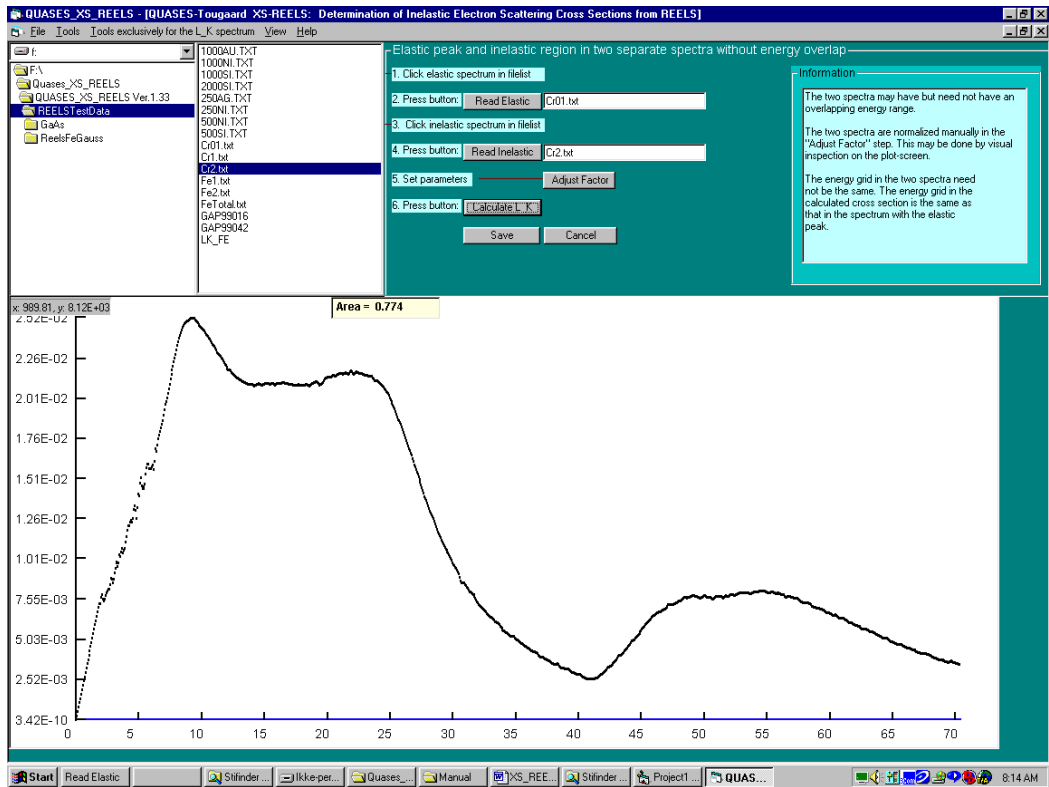 QUASES_XS_REELS - [QUASES-Tougaard XS-REELS: Determination of Inelastic Electron Scattering Cross Sections from REELS]
File Tools Tools exclusively for the L_K spectrum View Help
f:
F:\
Quases_XS_REELS
QUASES_XS_REELS Ver.1.33
REELSTestData
GaAs
ReelsFeGauss
1000AU.TXT
1000NI.TXT
1000SI.TXT
2000SI.TXT
250AG.TXT
250NI.TXT
500NI.TXT
500SI.TXT
Cr01.txt
Cr1.txt
Cr2.txt
Fe1.txt
Fe2.txt
FeTotal.txt
GAP99016
GAP99042
LK_FE
Elastic peak and inelastic region in two separate spectra without energy overlap
1. Click elastic spectrum in filelist
2. Press button: Read Elastic Cr01.txt
3. Click inelastic spectrum in filelist
4. Press button: Read Inelastic Cr2.txt
5. Set parameters Adjust Factor
6. Press button: Calculate L_K
Save Cancel
Information
The two spectra may have but need not have an
overlapping energy range.
The two spectra are normalized manually in the
"Adjust Factor" step. This may be done by visual
inspection on the plot-screen.
The energy grid in the two spectra need
not be the same. The energy grid in the
calculated cross section is the same as
that in the spectrum with the elastic
peak.
x: 989.81, y: 8.12E+03
Area = 0.774
2.52E-02
2.26E-02
2.01E-02
1.76E-02
1.51E-02
1.26E-02
1.01E-02
7.55E-03
5.03E-03
2.52E-03
3.42E-10
0 5 10 15 20 25 30 35 40 45 50 55 60 65 70
Start Read Elastic Stifinder ... Ikke-per... Quases_... Manual XS_REE... Stifinder ... Project1 ... QUAS... 8:14 AM